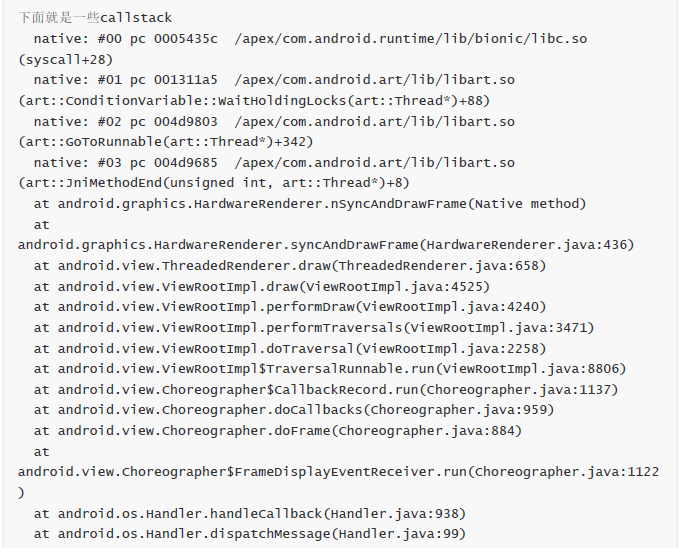 下面就是一些callstack
native: #00 pc 0005435c /apex/com.android.runtime/lib/bionic/libc.so
(syscall+28)
native: #01 pc 001311a5 /apex/com.android.art/lib/libart.so
(art::ConditionVariable::WaitHoldingLocks(art::Thread*)+88)
native: #02 pc 004d9803 /apex/com.android.art/lib/libart.so
(art::GoToRunnable(art::Thread*)+342)
native: #03 pc 004d9685 /apex/com.android.art/lib/libart.so
(art::JniMethodEnd(unsigned int, art::Thread*)+8)
at android.graphics.HardwareRenderer.nSyncAndDrawFrame(Native method)
at
android.graphics.HardwareRenderer.syncAndDrawFrame(HardwareRenderer.java:436)
at android.view.ThreadedRenderer.draw(ThreadedRenderer.java:658)
at android.view.ViewRootImpl.draw(ViewRootImpl.java:4525)
at android.view.ViewRootImpl.performDraw(ViewRootImpl.java:4240)
at android.view.ViewRootImpl.performTraversals(ViewRootImpl.java:3471)
at android.view.ViewRootImpl.doTraversal(ViewRootImpl.java:2258)
at android.view.ViewRootImpl$TraversalRunnable.run(ViewRootImpl.java:8806)
at android.view.Choreographer$CallbackRecord.run(Choreographer.java:1137)
at android.view.Choreographer.doCallbacks(Choreographer.java:959)
at android.view.Choreographer.doFrame(Choreographer.java:884)
at
android.view.Choreographer$FrameDisplayEventReceiver.run(Choreographer.java:1122
)
at android.os.Handler.handleCallback(Handler.java:938)
at android.os.Handler.dispatchMessage(Handler.java:99)